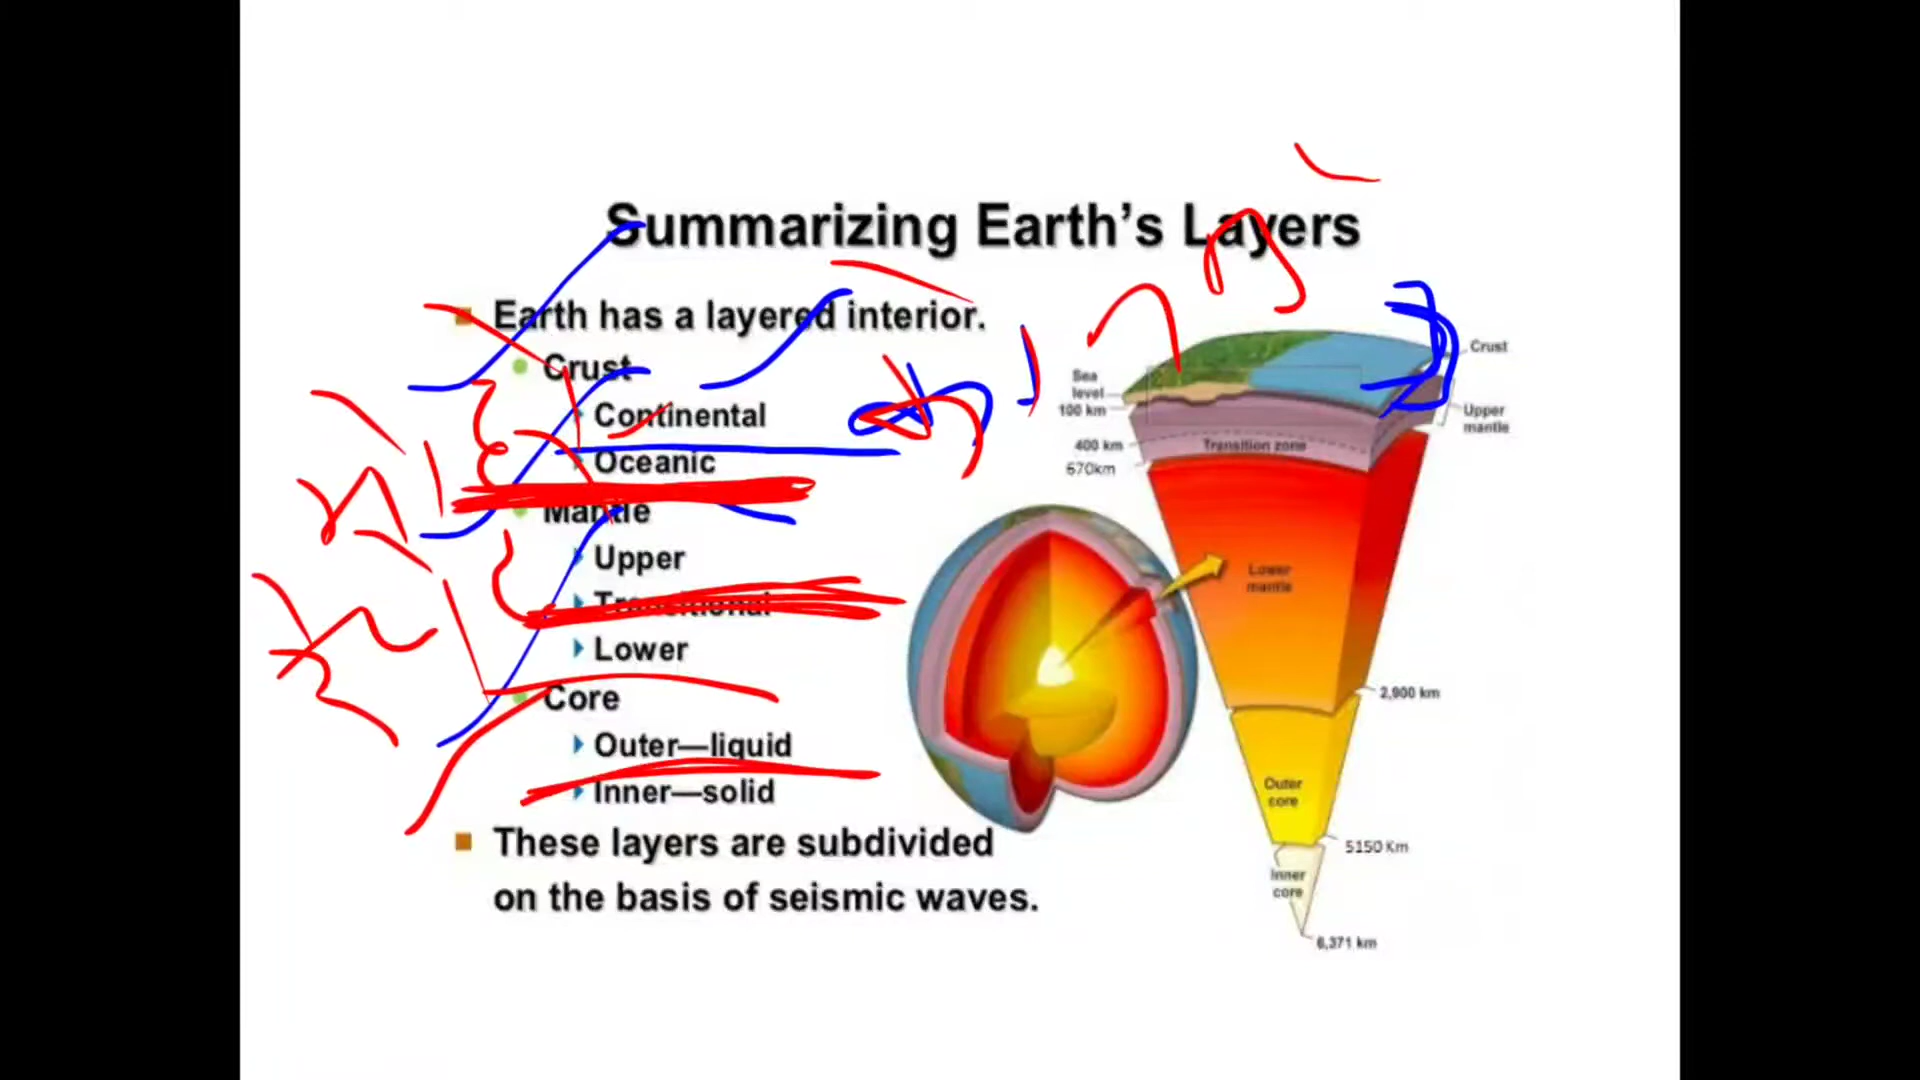 Summarizing Earth's Layers
Earth has a layered interior.
Crust
Continental
Oceanic
Mantle
Upper
Transitional
Lower
Core
Outer—liquid
Inner—solid
These layers are subdivided
on the basis of seismic waves.
Crust
Sea
level
100 km
Upper
mantle
400 km
Transition zone
670km
Lower
mantle
2,900 km
Outer
core
5150 Km
Inner
core
6,371 km